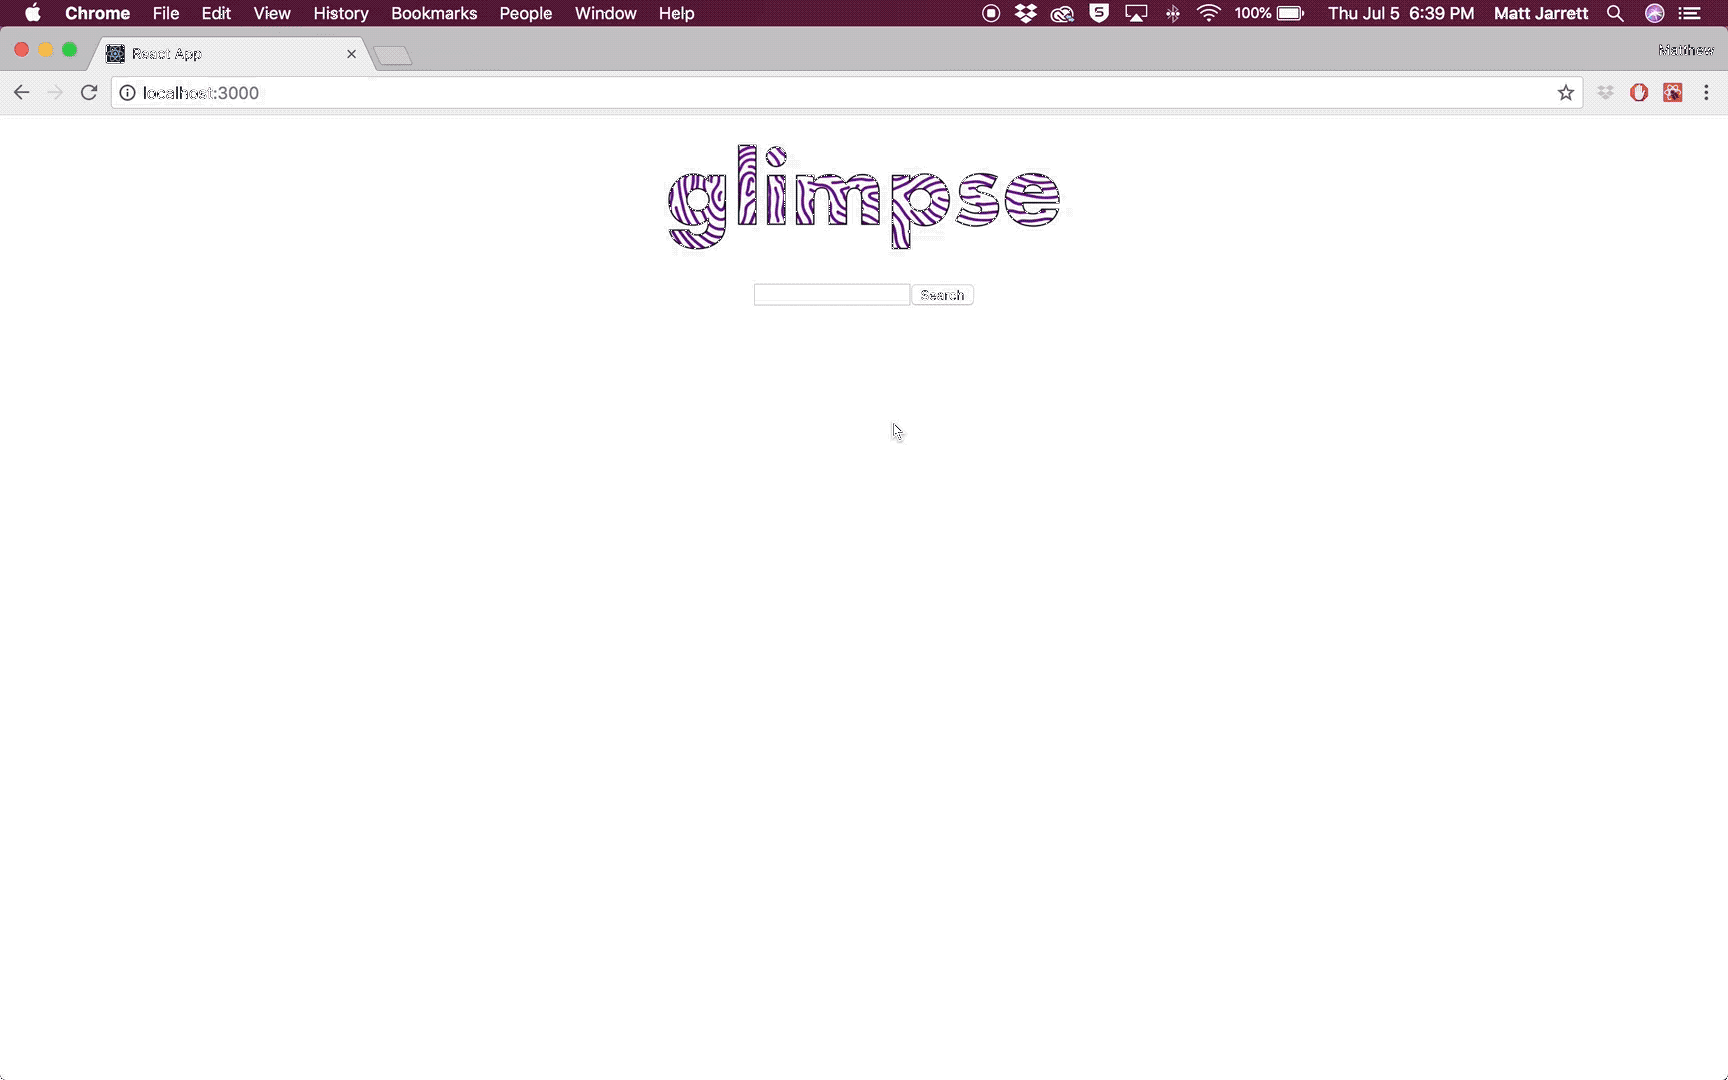 Chrome File Edit View History Bookmarks People Window Help 100% Thu Jul 5 6:39 PM Matt Jarrett
React App Matthew
localhost:3000
glimpse
Search